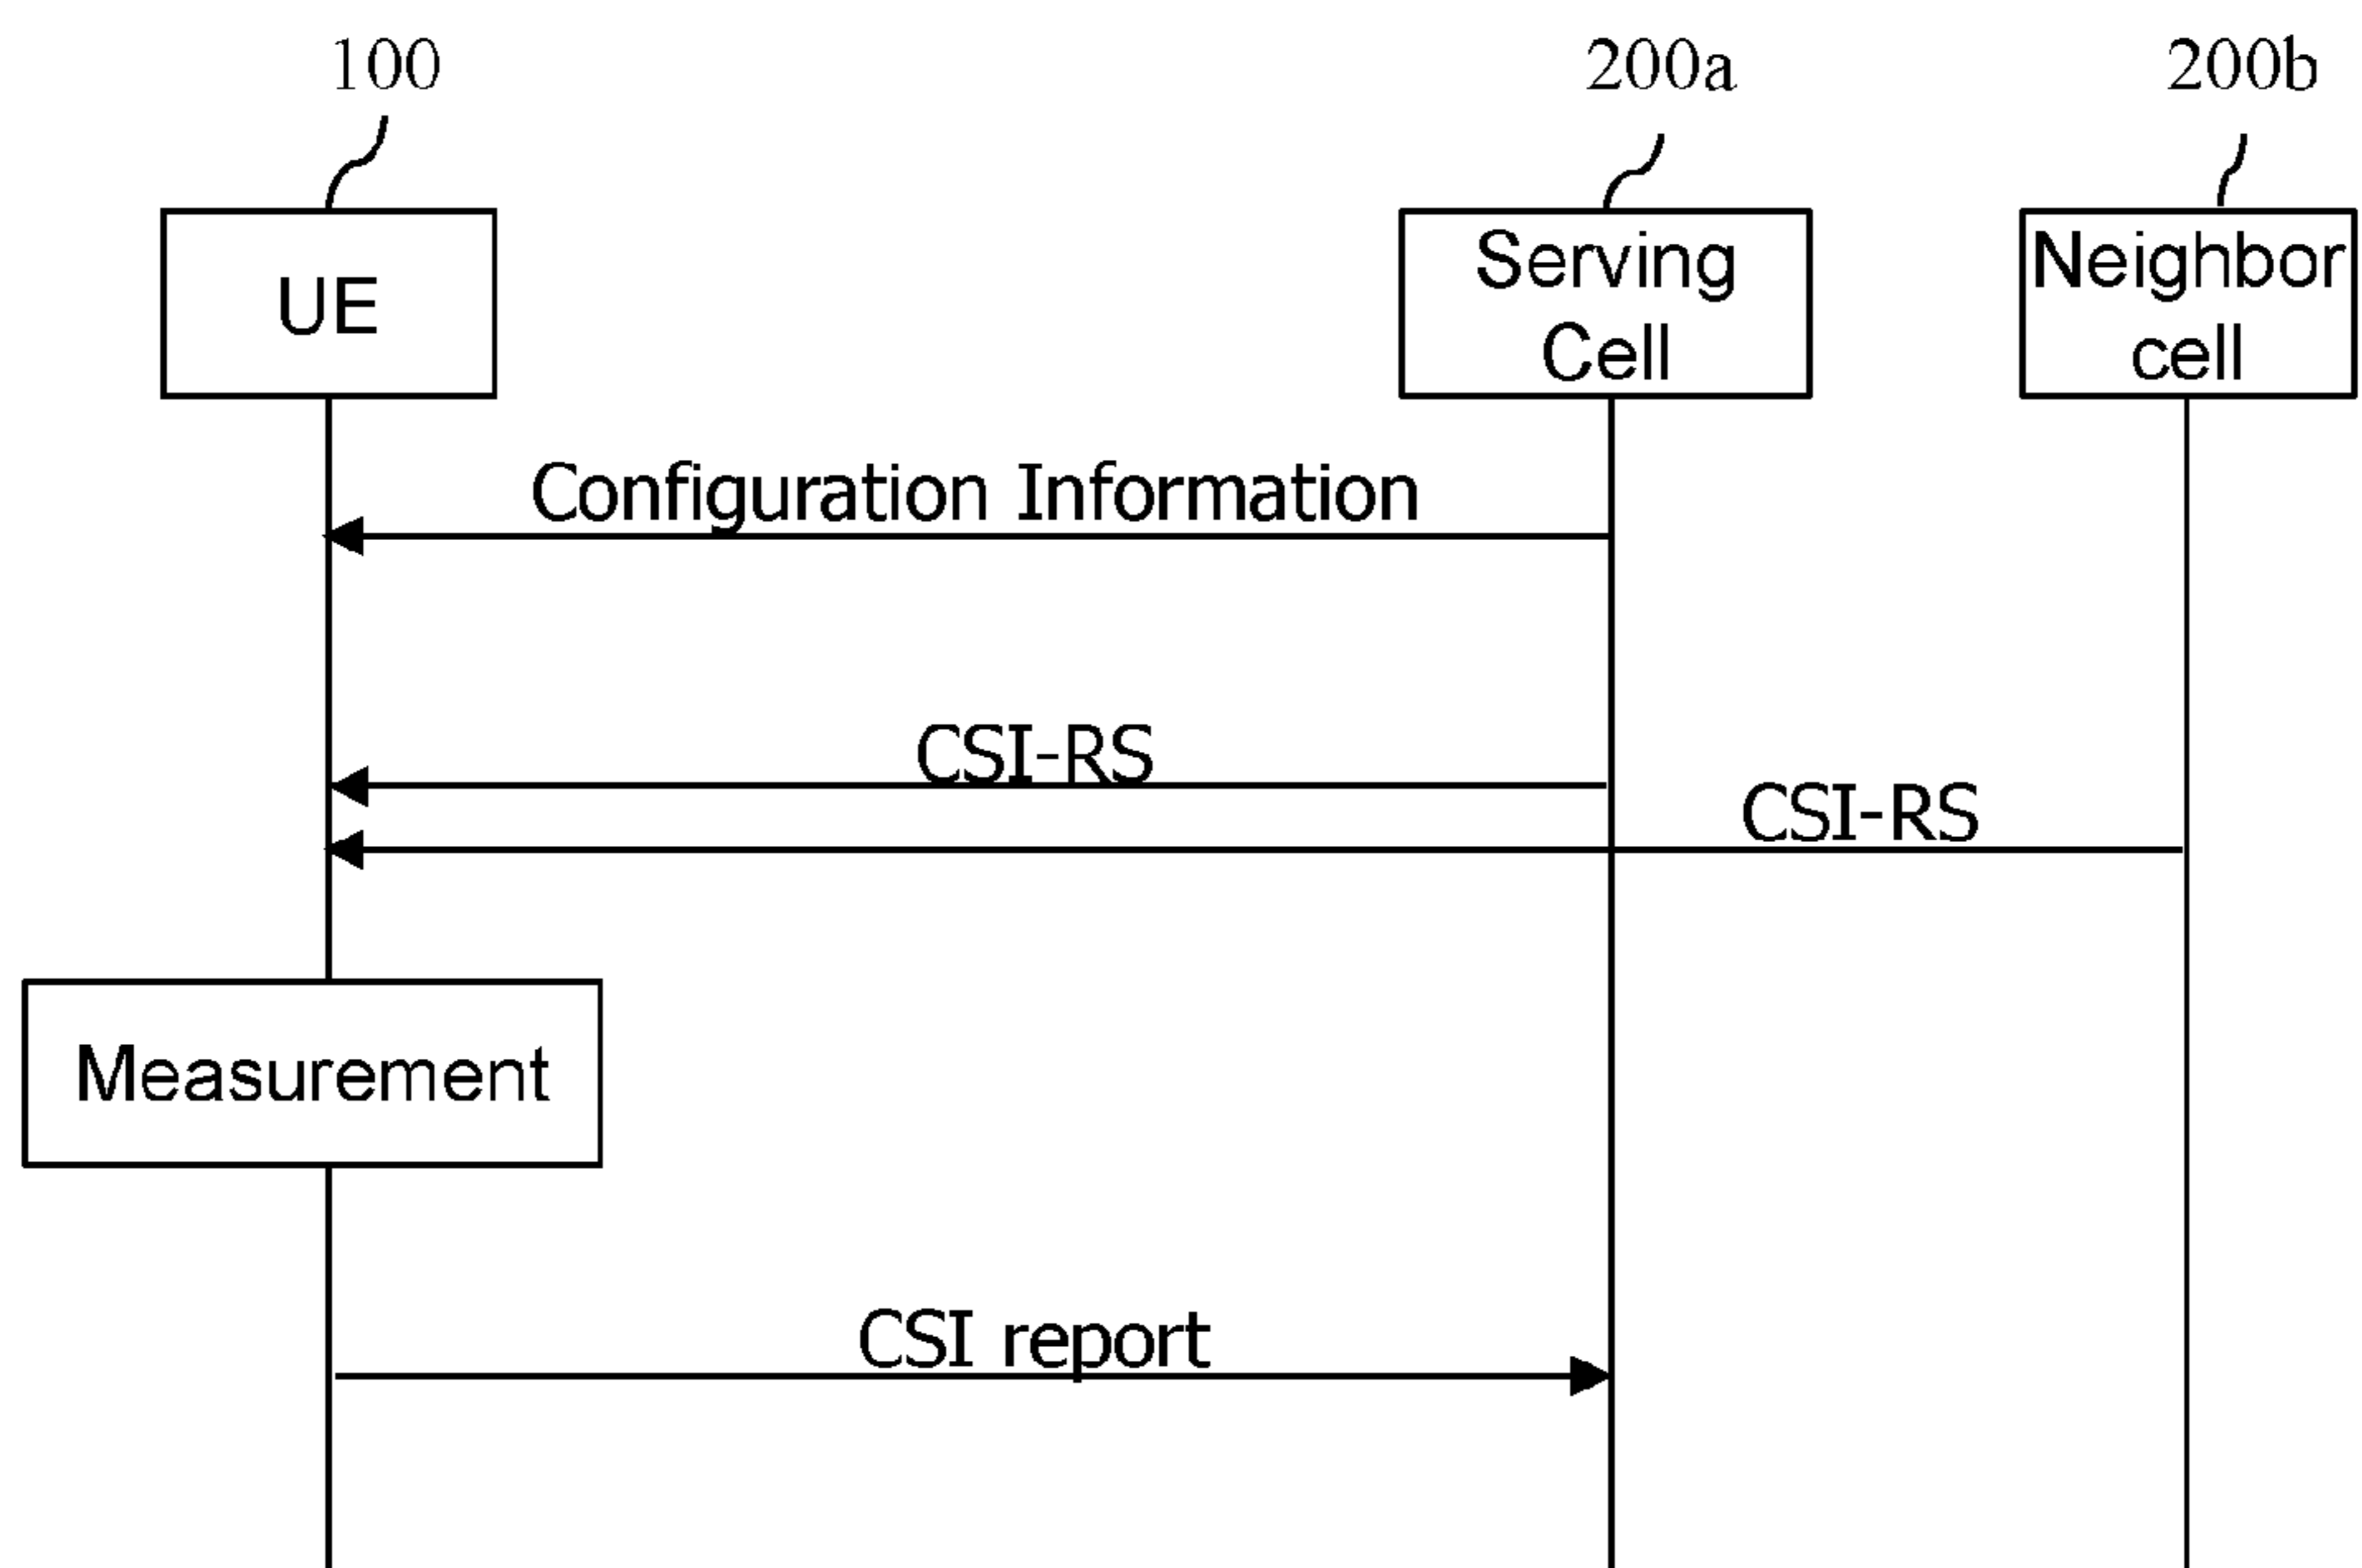 100
200a
200b
UE
Serving
Cell
Neighbor
cell
Configuration Information
CSI-RS
CSI-RS
Measurement
CSI report